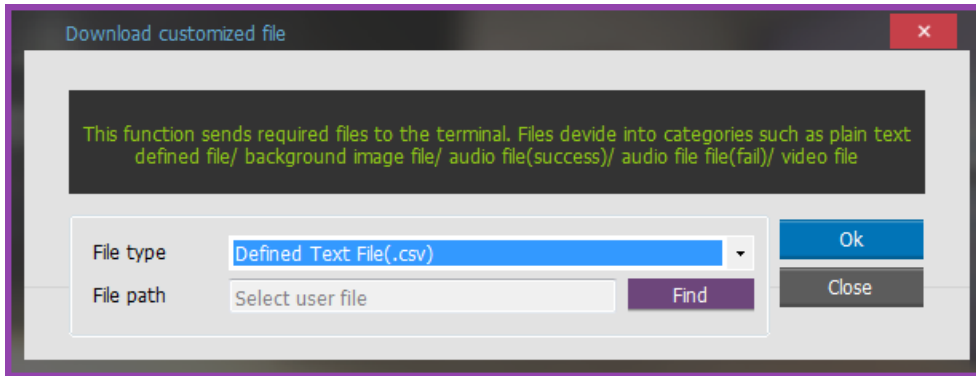 Download customized file
This function sends required files to the terminal. Files devide into categories such as plain text
defined file/ background image file/ audio file(success)/ audio file file(fail)/ video file
File type
Defined Text File(.csv)
Ok
File path
Select user file
Find
Close